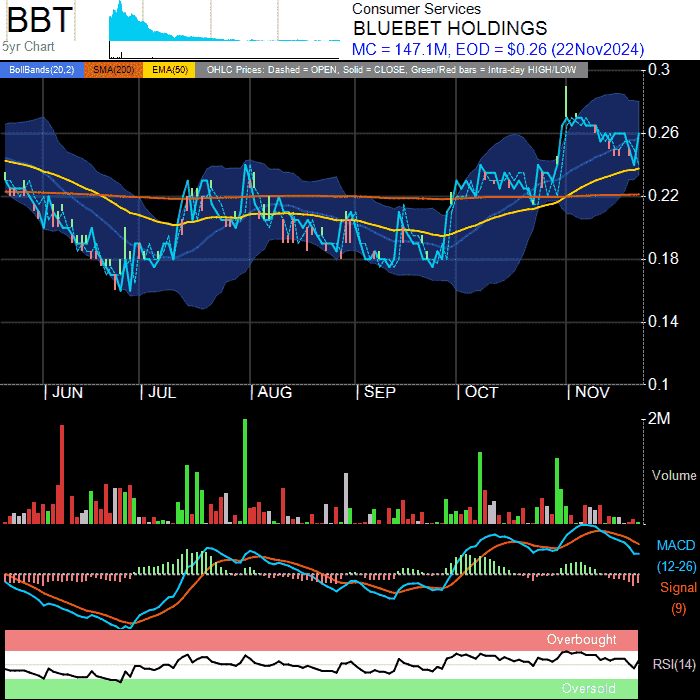 BBT
5yr Chart
Consumer Services
BLUEBET HOLDINGS
MC = 147.1M, EOD = $0.26 (22Nov2024)
BollBands(20,2) SMA(200) EMA(50) OHLC Prices: Dashed = OPEN, Solid = CLOSE, Green/Red bars = Intra-day HIGH/LOW
0.3
0.26
0.22
0.18
0.14
0.1
JUN JUL AUG SEP OCT NOV
2M
Volume
MACD
(12-26)
Signal
(9)
Overbought
RSI(14)
Oversold